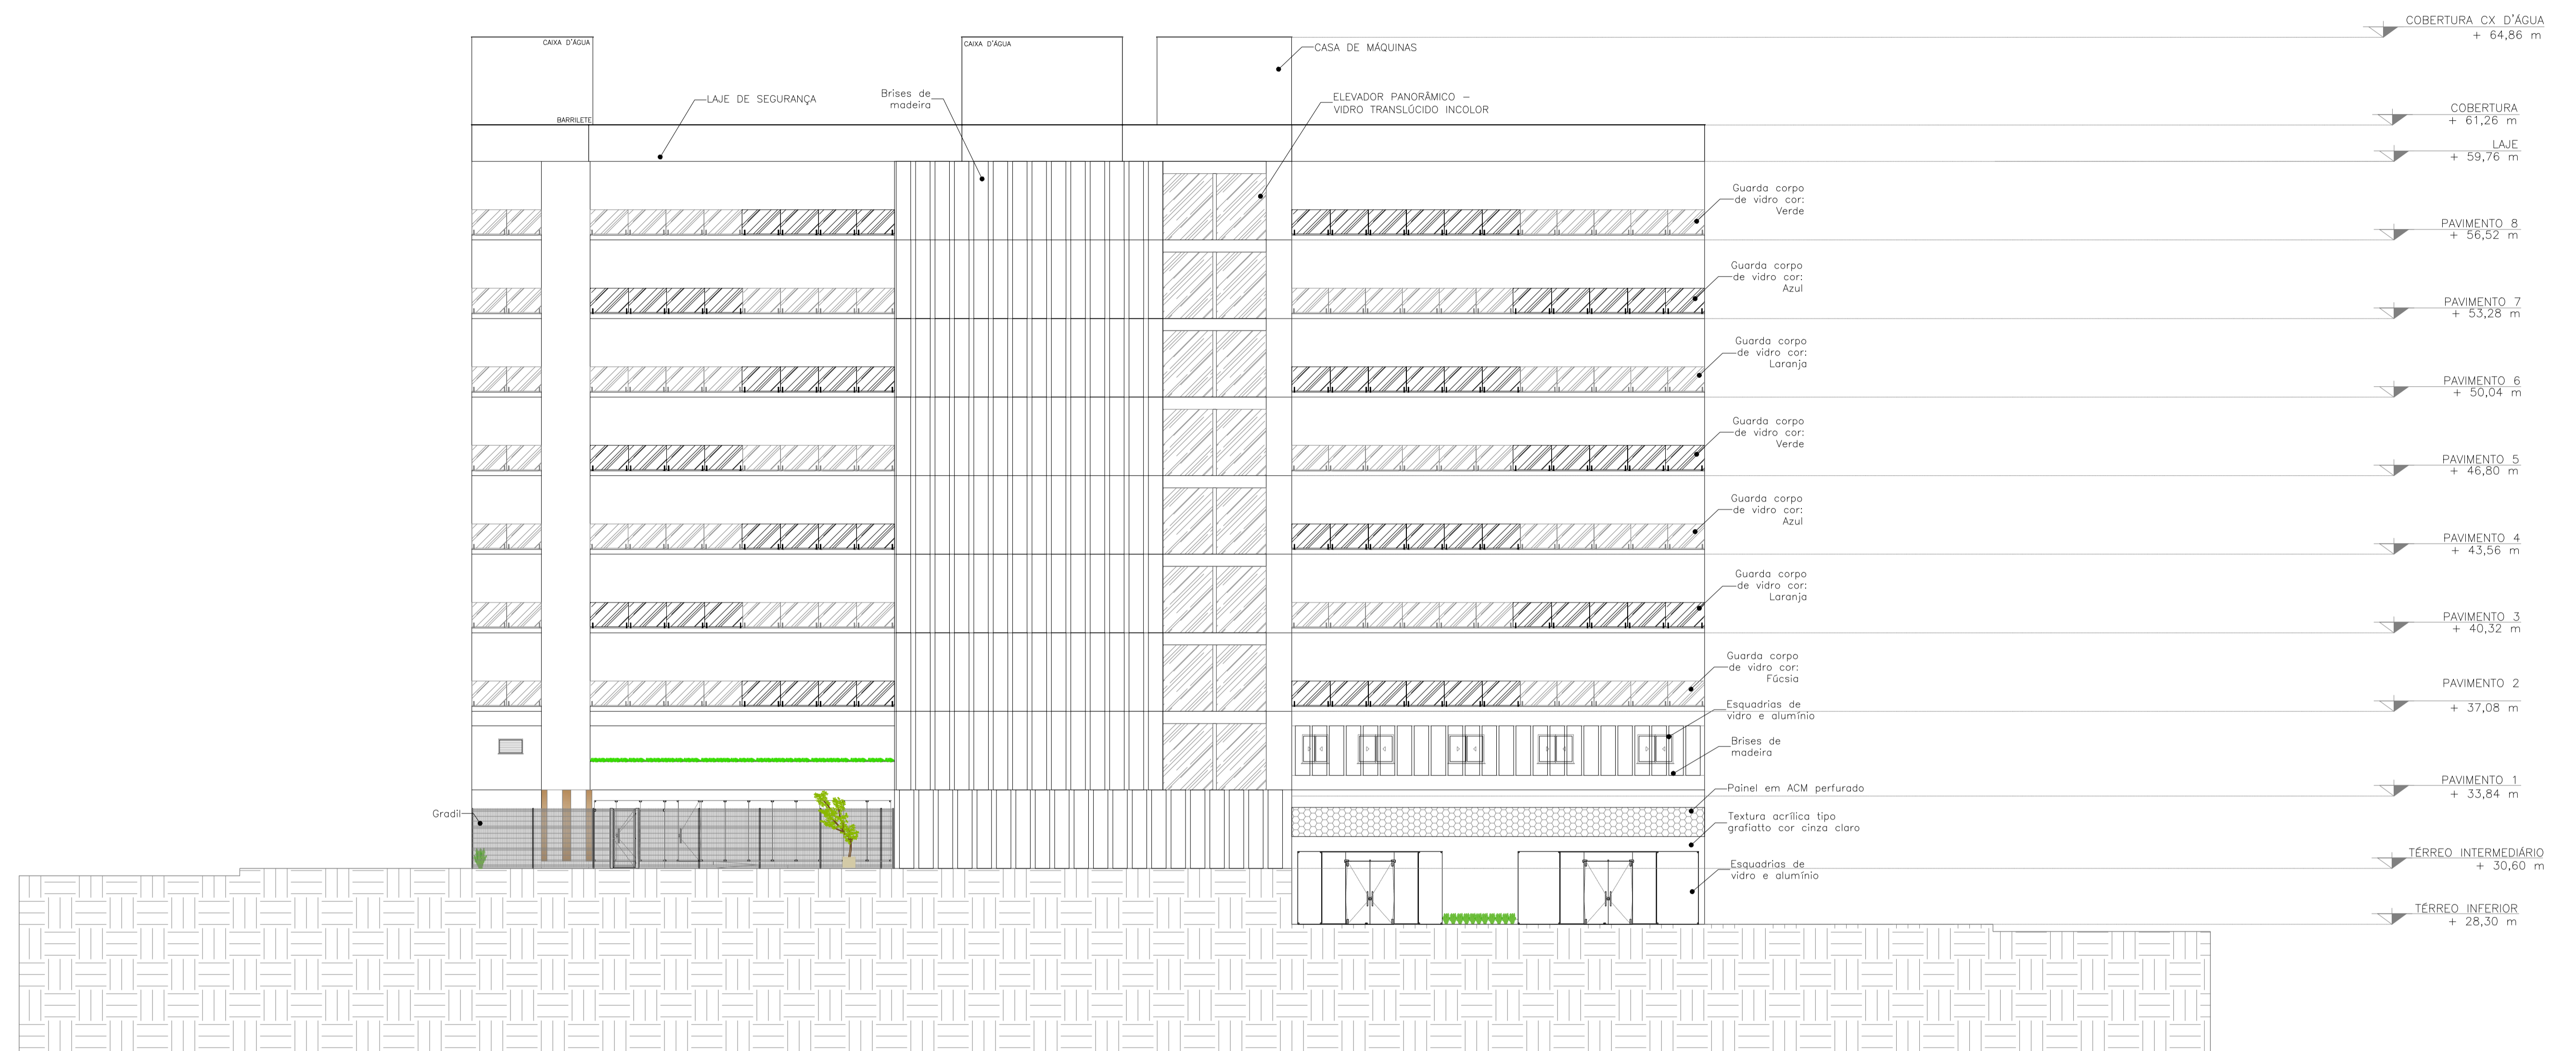 COBERTURA CX D'ÁGUA
+ 64,86 m
CAIXA D'ÁGUA
CAIXA D'ÁGUA
CASA DE MÁQUINAS
LAJE DE SEGURANÇA
Brises de
madeira
ELEVADOR PANORÂMICO –
VIDRO TRANSLÚCIDO INCOLOR
BARRILETE
COBERTURA
+ 61,26 m
LAJE
+ 59,76 m
Guarda corpo
de vidro cor:
Verde
PAVIMENTO 8
+ 56,52 m
Guarda corpo
de vidro cor:
Azul
PAVIMENTO 7
+ 53,28 m
Guarda corpo
de vidro cor:
Laranja
PAVIMENTO 6
+ 50,04 m
Guarda corpo
de vidro cor:
Verde
PAVIMENTO 5
+ 46,80 m
Guarda corpo
de vidro cor:
Azul
PAVIMENTO 4
+ 43,56 m
Guarda corpo
de vidro cor:
Laranja
PAVIMENTO 3
+ 40,32 m
Guarda corpo
de vidro cor:
Fúcsia
PAVIMENTO 2
+ 37,08 m
Esquadrias de
vidro e alumínio
Brises de
madeira
PAVIMENTO 1
+ 33,84 m
Painel em ACM perfurado
Gradil
Textura acrílica tipo
grafiatto cor cinza claro
TÉRREO INTERMEDIÁRIO
+ 30,60 m
Esquadrias de
vidro e alumínio
TÉRREO INFERIOR
+ 28,30 m